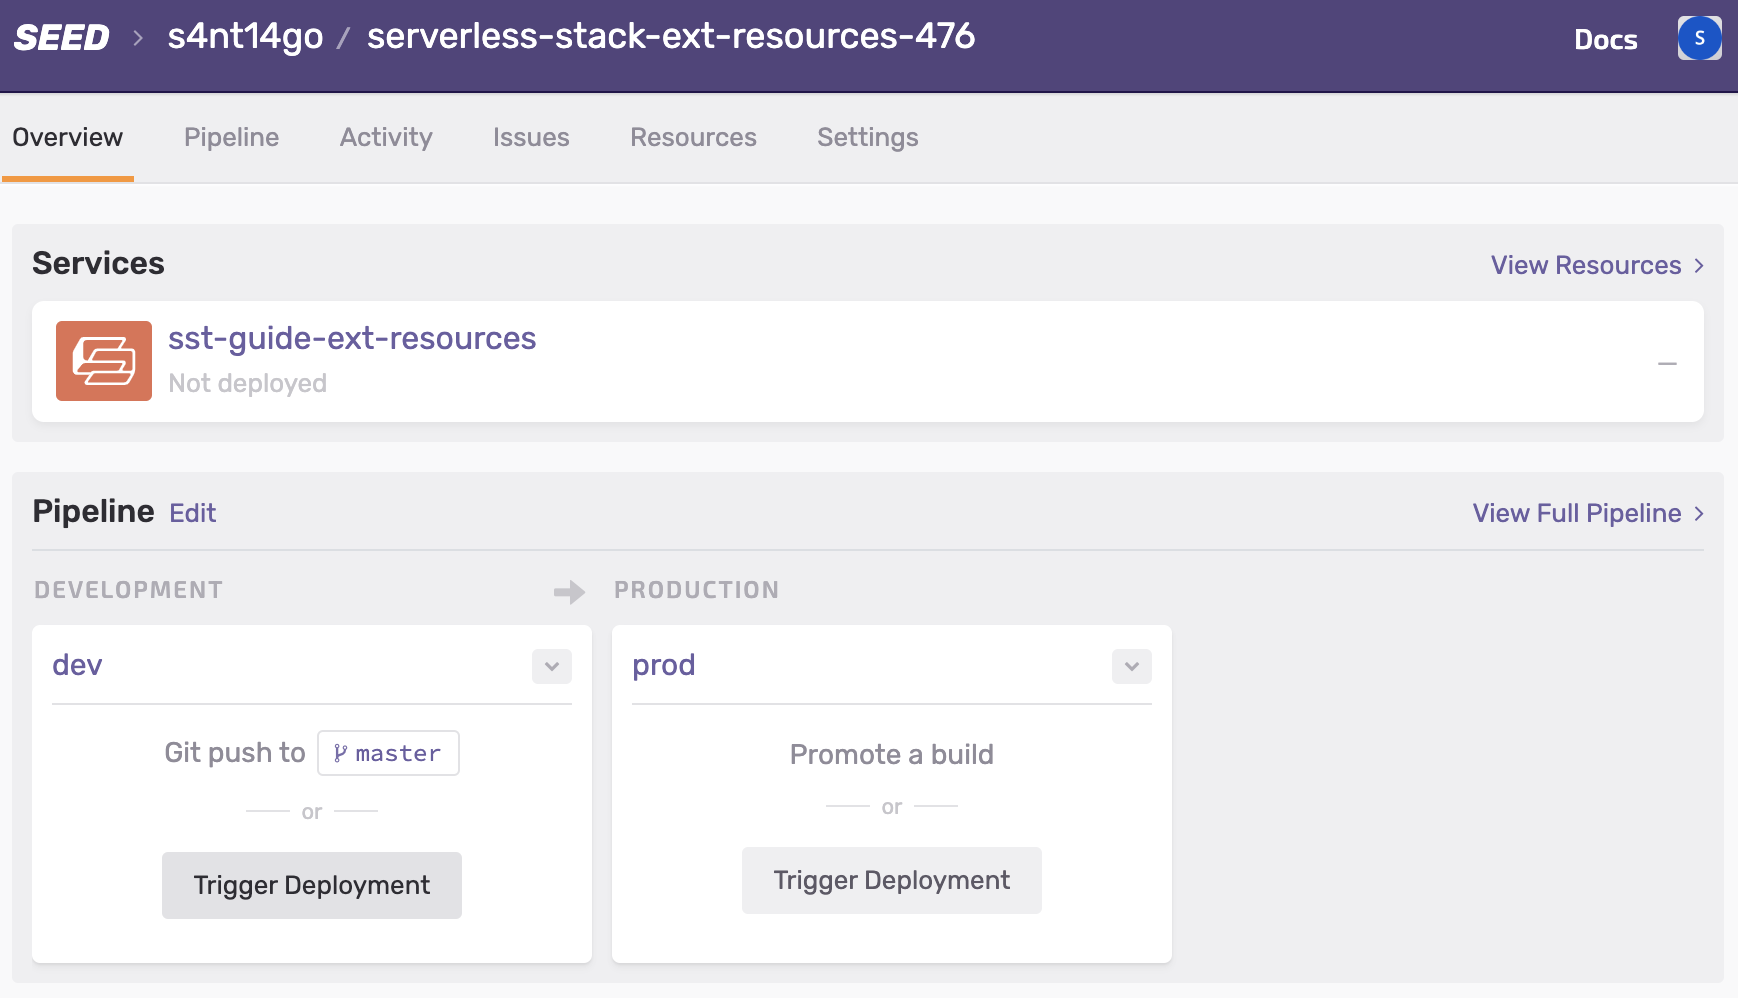 SEED > s4nt14go / serverless-stack-ext-resources-476 Docs S
Overview Pipeline Activity Issues Resources Settings
Services View Resources >
sst-guide-ext-resources
Not deployed
Pipeline Edit View Full Pipeline >
DEVELOPMENT PRODUCTION
dev prod
Git push to master Promote a build
or or
Trigger Deployment Trigger Deployment